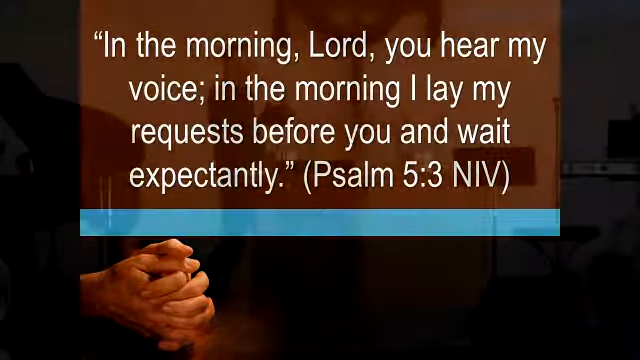 “In the morning, Lord, you hear my
voice; in the morning I lay my
requests before you and wait
expectantly.” (Psalm 5:3 NIV)